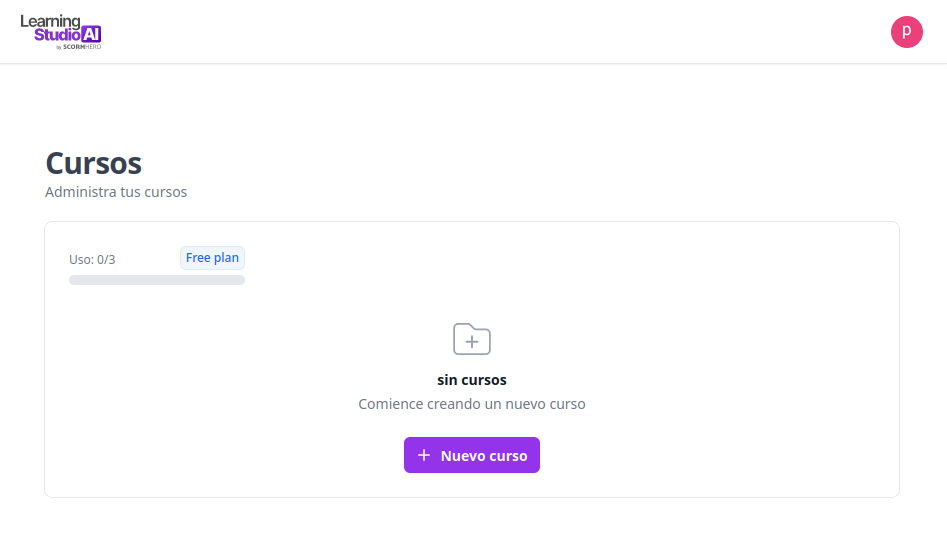 Learning
Studio AI
by SCORMHERO
p
Cursos
Administra tus cursos
Uso: 0/3
Free plan
sin cursos
Comience creando un nuevo curso
Nuevo curso